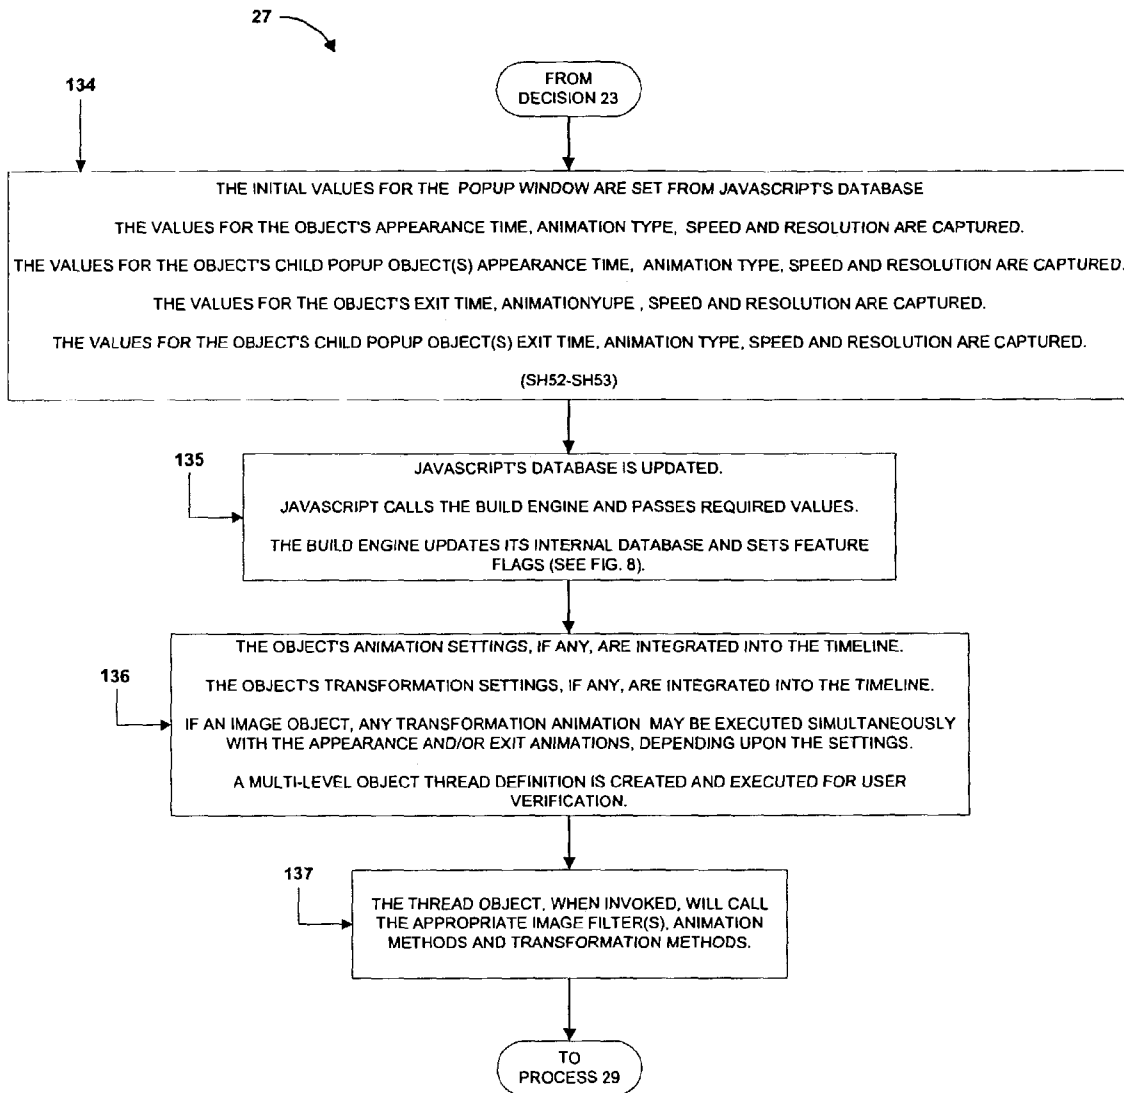 27
FROM
DECISION 23
134
THE INITIAL VALUES FOR THE POPUP WINDOW ARE SET FROM JAVASCRIPT'S DATABASE
THE VALUES FOR THE OBJECT'S APPEARANCE TIME, ANIMATION TYPE, SPEED AND RESOLUTION ARE CAPTURED.
THE VALUES FOR THE OBJECT'S CHILD POPUP OBJECT(S) APPEARANCE TIME, ANIMATION TYPE, SPEED AND RESOLUTION ARE CAPTURED.
THE VALUES FOR THE OBJECT'S EXIT TIME, ANIMATIONYUPE , SPEED AND RESOLUTION ARE CAPTURED.
THE VALUES FOR THE OBJECT'S CHILD POPUP OBJECT(S) EXIT TIME, ANIMATION TYPE, SPEED AND RESOLUTION ARE CAPTURED.
(SH52-SH53)
135
JAVASCRIPT'S DATABASE IS UPDATED.
JAVASCRIPT CALLS THE BUILD ENGINE AND PASSES REQUIRED VALUES.
THE BUILD ENGINE UPDATES ITS INTERNAL DATABASE AND SETS FEATURE
FLAGS (SEE FIG. 8).
136
THE OBJECT'S ANIMATION SETTINGS, IF ANY, ARE INTEGRATED INTO THE TIMELINE.
THE OBJECT'S TRANSFORMATION SETTINGS, IF ANY, ARE INTEGRATED INTO THE TIMELINE.
IF AN IMAGE OBJECT, ANY TRANSFORMATION ANIMATION MAY BE EXECUTED SIMULTANEOUSLY
WITH THE APPEARANCE AND/OR EXIT ANIMATIONS, DEPENDING UPON THE SETTINGS.
A MULTI-LEVEL OBJECT THREAD DEFINITION IS CREATED AND EXECUTED FOR USER
VERIFICATION.
137
THE THREAD OBJECT, WHEN INVOKED, WILL CALL
THE APPROPRIATE IMAGE FILTER(S), ANIMATION
METHODS AND TRANSFORMATION METHODS.
TO
PROCESS 29